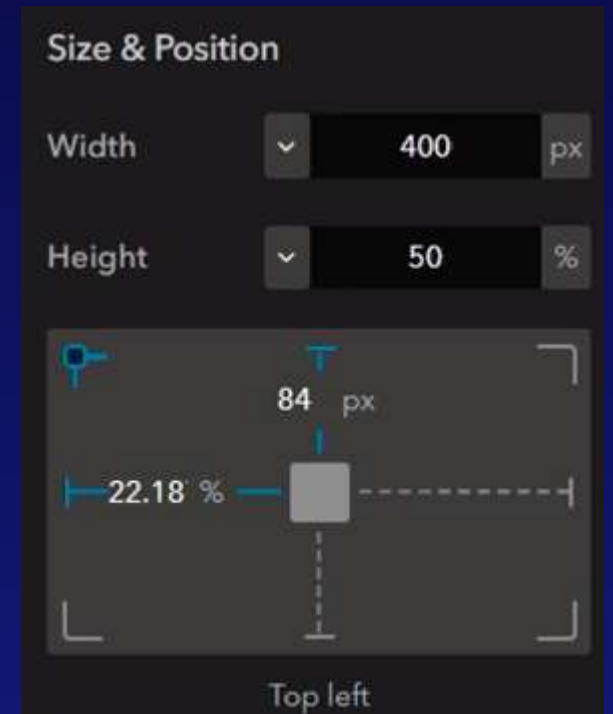 Size & Position
Width 400 px
Height 50 %
84 px
22.18 %
Top left